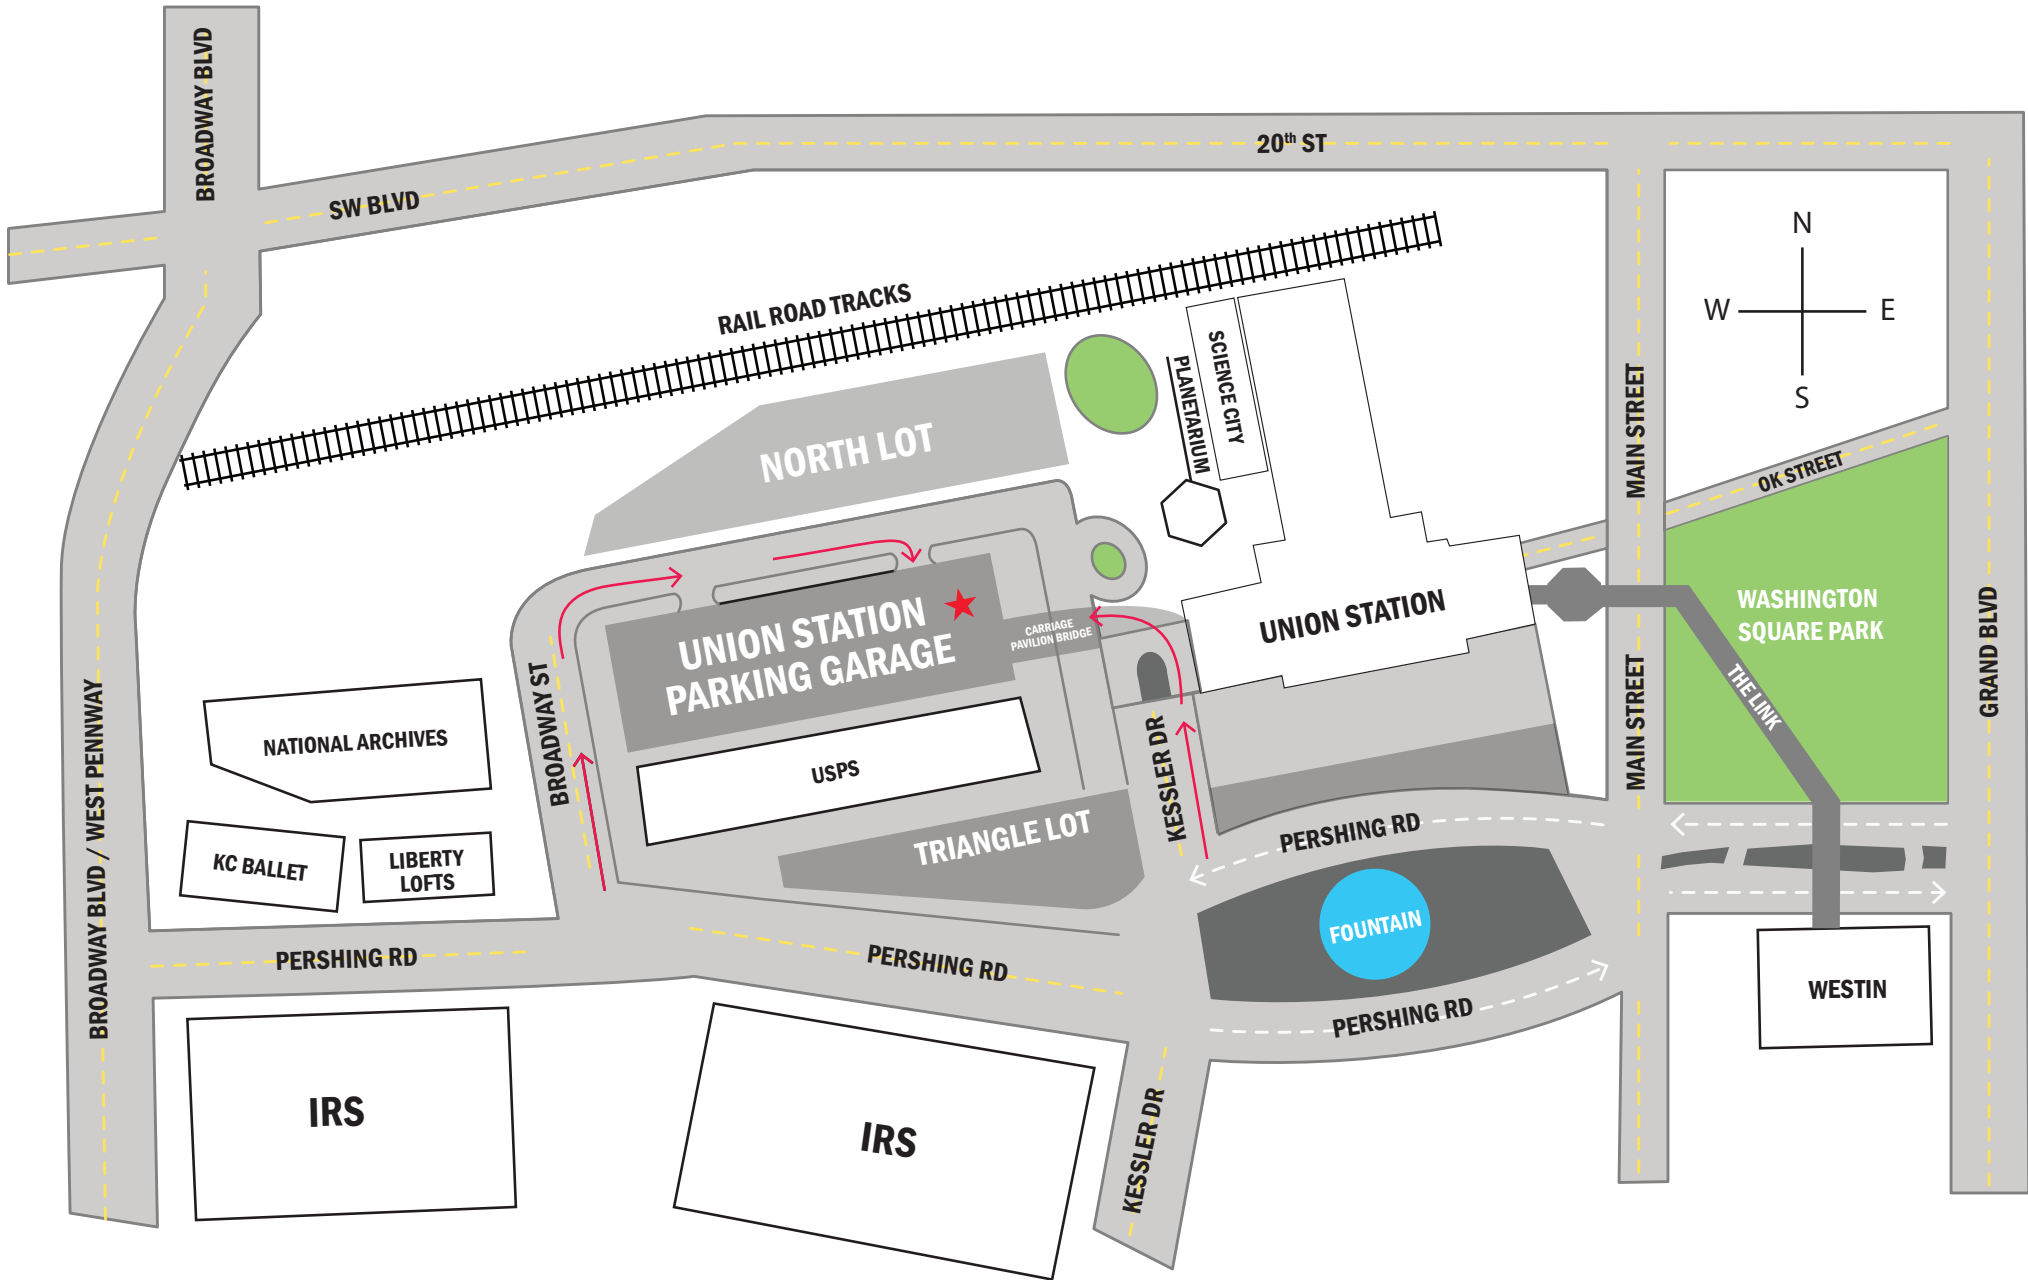 BROADWAY BLVD
20th ST
SW BLVD
N
W
E
S
RAIL ROAD TRACKS
SCIENCE CITY
PLANETARIUM
MAIN STREET
NORTH LOT
OK STREET
UNION STATION
PARKING GARAGE
CARRIAGE
PAVILION BRIDGE
UNION STATION
WASHINGTON
SQUARE PARK
GRAND BLVD
THE LINK
MAIN STREET
BROADWAY ST
NATIONAL ARCHIVES
USPS
KESSLER DR
TRIANGLE LOT
PERSHING RD
KC BALLET
LIBERTY
LOFTS
BROADWAY BLVD / WEST PENNWAY
FOUNTAIN
PERSHING RD
PERSHING RD
PERSHING RD
WESTIN
IRS
IRS
KESSLER DR